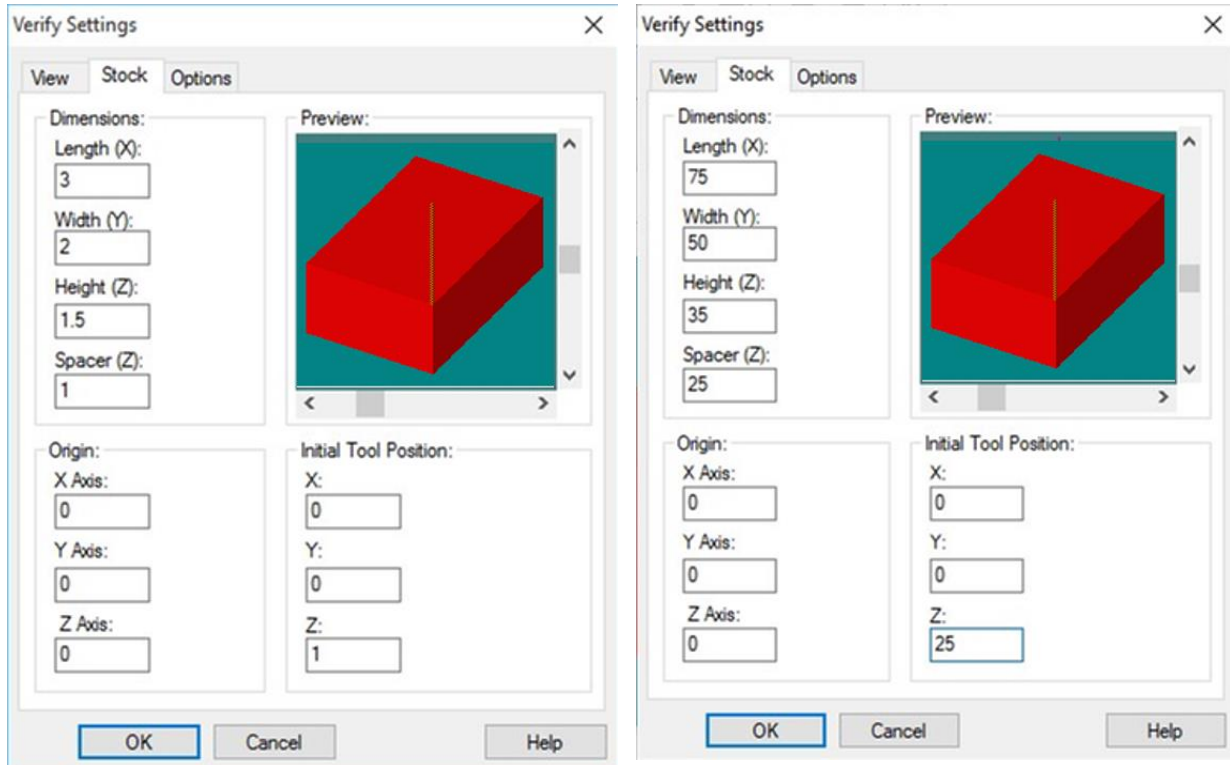 Verify Settings
View Stock Options
Dimensions:
Length (X):
3
Width (Y):
2
Height (Z):
1.5
Spacer (Z):
1
Preview:
Origin:
X Axis:
0
Y Axis:
0
Z Axis:
0
Initial Tool Position:
X:
0
Y:
0
Z:
1
OK Cancel Help
Verify Settings
View Stock Options
Dimensions:
Length (X):
75
Width (Y):
50
Height (Z):
35
Spacer (Z):
25
Preview:
Origin:
X Axis:
0
Y Axis:
0
Z Axis:
0
Initial Tool Position:
X:
0
Y:
0
Z:
25
OK Cancel Help